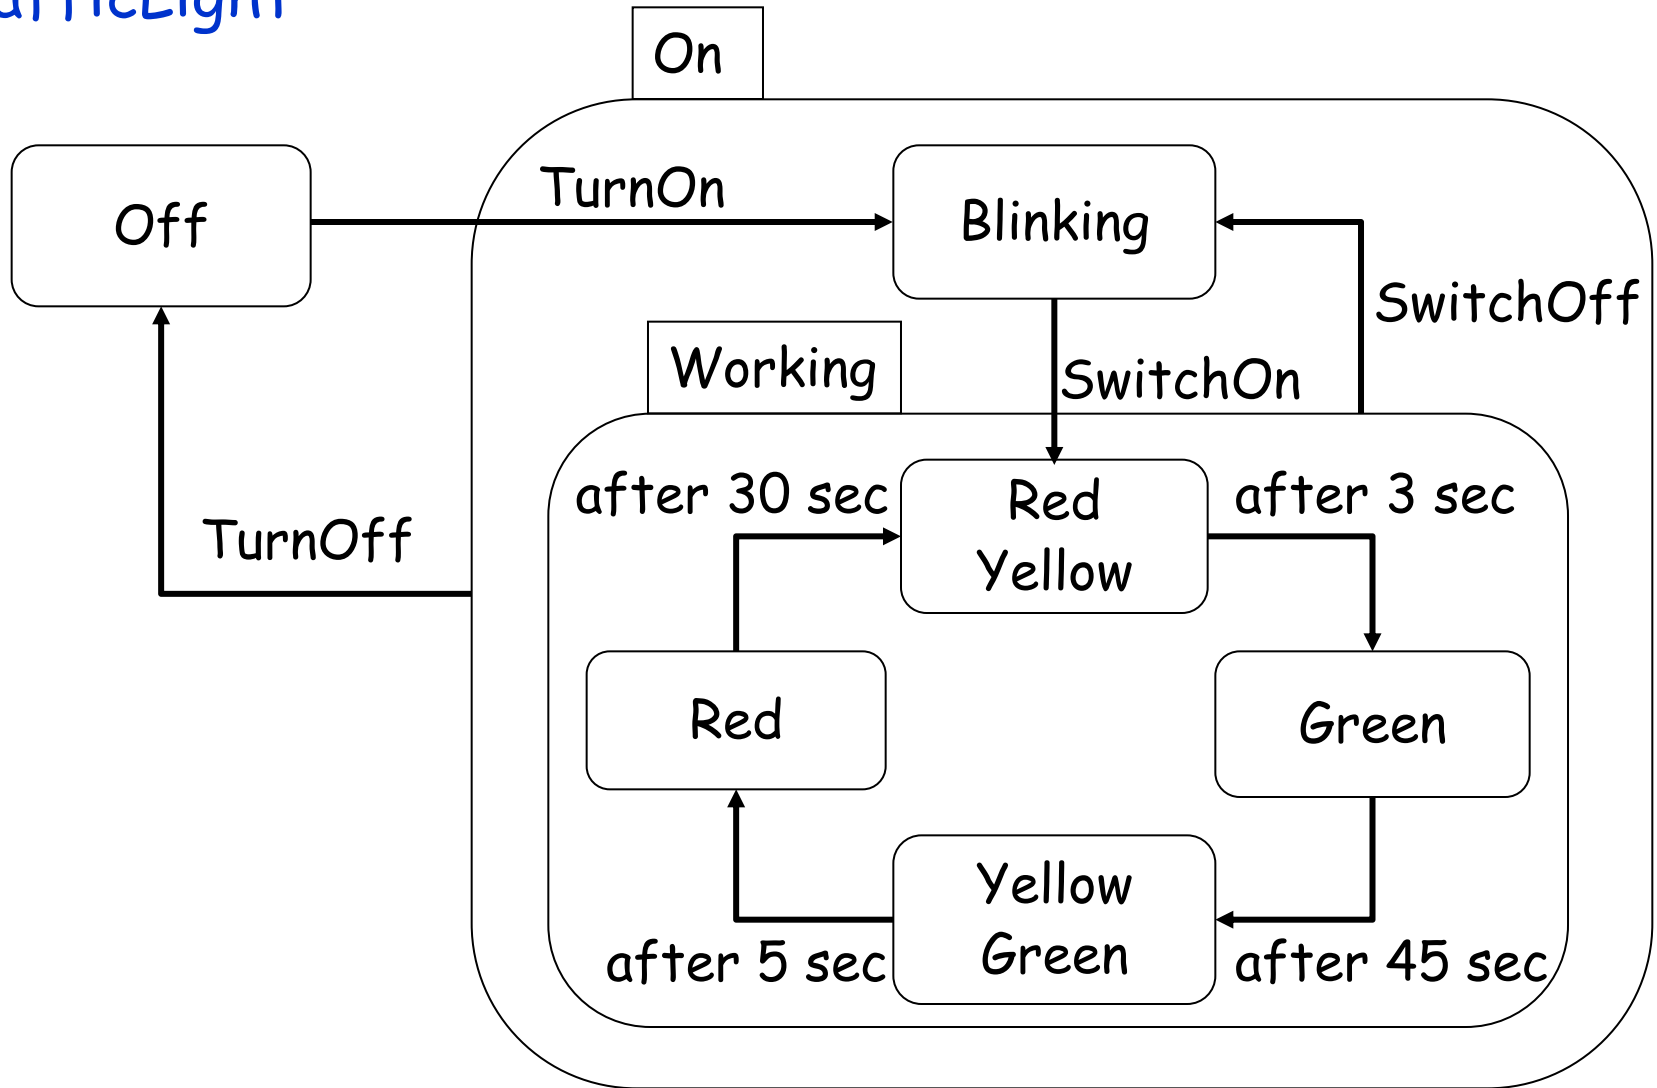 On
Off
TurnOn
Blinking
SwitchOff
Working
SwitchOn
after 30 sec
Red
Yellow
after 3 sec
TurnOff
Red
Green
Yellow
Green
after 5 sec
after 45 sec